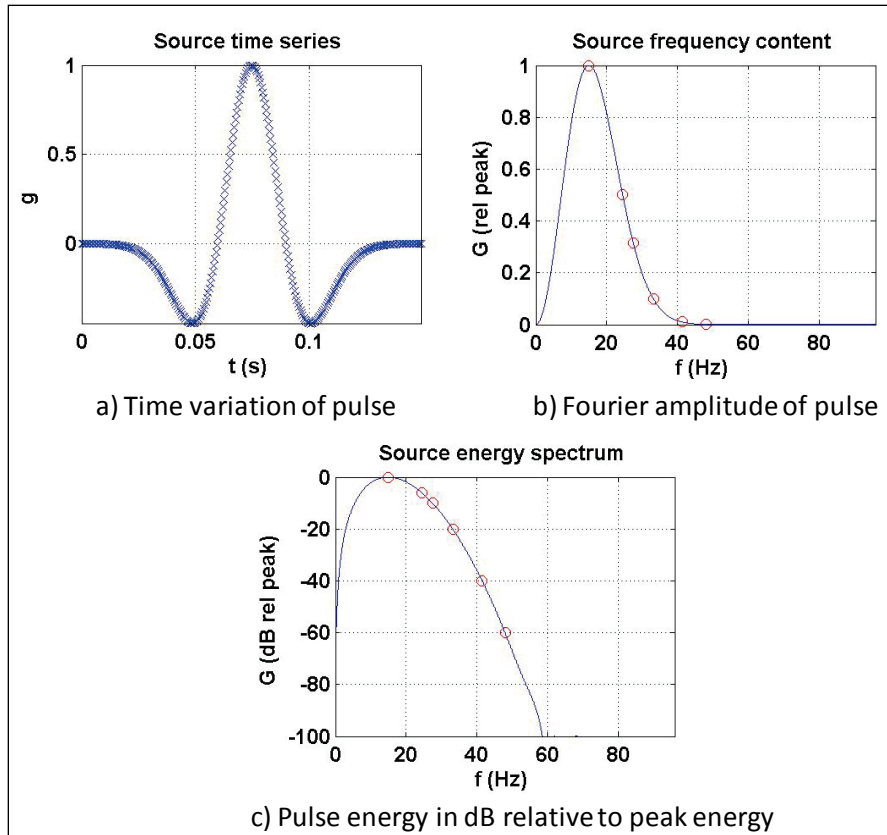 Source time series
1
0.5
0
g
0
0.05
0.1
t (s)
a) Time variation of pulse
Source frequency content
1
0.8
0.6
0.4
0.2
0
G (rel peak)
0
20
40
60
80
f (Hz)
b) Fourier amplitude of pulse
Source energy spectrum
0
-20
-40
-60
-80
-100
G (dB rel peak)
0
20
40
60
80
f (Hz)
c) Pulse energy in dB relative to peak energy